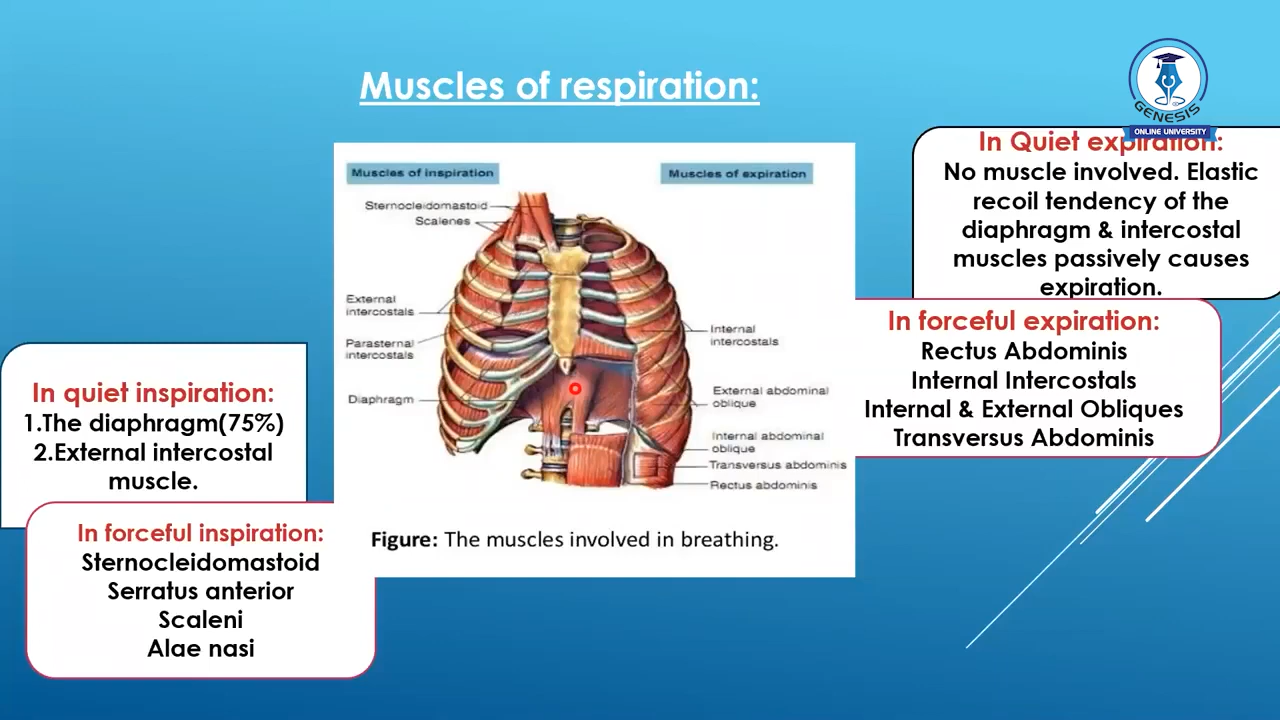 Muscles of respiration:
GENESIS
ONLINE UNIVERSITY
In Quiet expiration:
No muscle involved. Elastic
recoil tendency of the
diaphragm & intercostal
muscles passively causes
expiration.
Muscles of inspiration
Muscles of expiration
Sternocleidomastoid
Scalenes
External
intercostals
Parasternal
intercostals
Diaphragm
Internal
intercostals
External abdominal
oblique
Internal abdominal
oblique
Transversus abdominis
Rectus abdominis
Figure: The muscles involved in breathing.
In forceful expiration:
Rectus Abdominis
Internal Intercostals
Internal & External Obliques
Transversus Abdominis
In quiet inspiration:
1.The diaphragm(75%)
2.External intercostal
muscle.
In forceful inspiration:
Sternocleidomastoid
Serratus anterior
Scaleni
Alae nasi